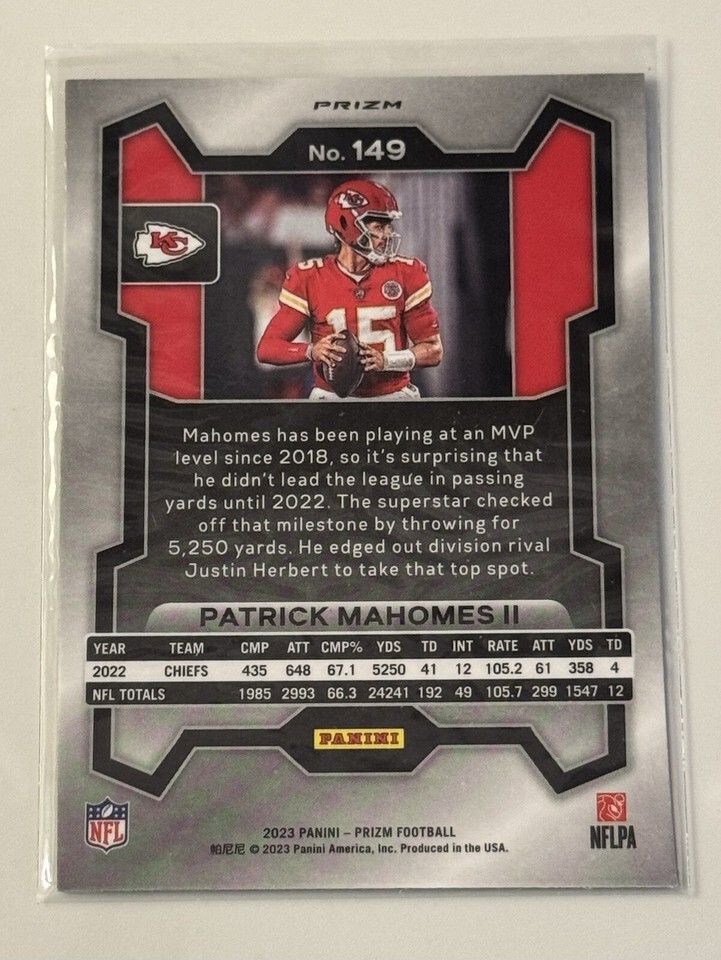 PRIZM
No. 149
KC
15
15
Mahomes has been playing at an MVP
level since 2018, so it's surprising that
he didn't lead the league in passing
yards until 2022. The superstar checked
off that milestone by throwing for
5,250 yards. He edged out division rival
Justin Herbert to take that top spot.
PATRICK MAHOMES II
YEAR TEAM CMP ATT CMP% YDS TD INT RATE ATT YDS TD
2022 CHIEFS 435 648 67.1 5250 41 12 105.2 61 358 4
NFL TOTALS 1985 2993 66.3 24241 192 49 105.7 299 1547 12
PANINI
NFL
NFLPA
2023 PANINI – PRIZM FOOTBALL
帕尼尼 © 2023 Panini America, Inc. Produced in the USA.